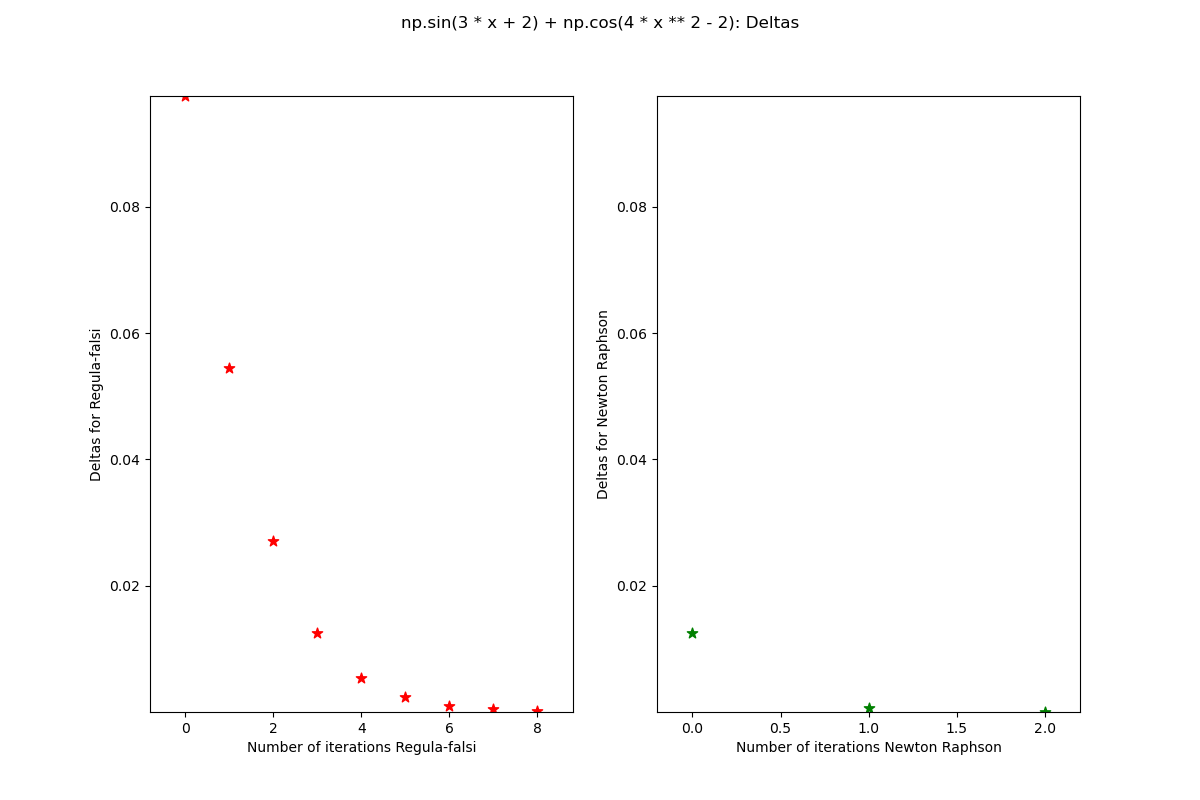 np.sin(3 * x + 2) + np.cos(4 * x ** 2 - 2): Deltas
0.08
0.06
0.04
0.02
Deltas for Regula-falsi
0 2 4 6 8
Number of iterations Regula-falsi
0.08
0.06
0.04
0.02
Deltas for Newton Raphson
0.0 0.5 1.0 1.5 2.0
Number of iterations Newton Raphson